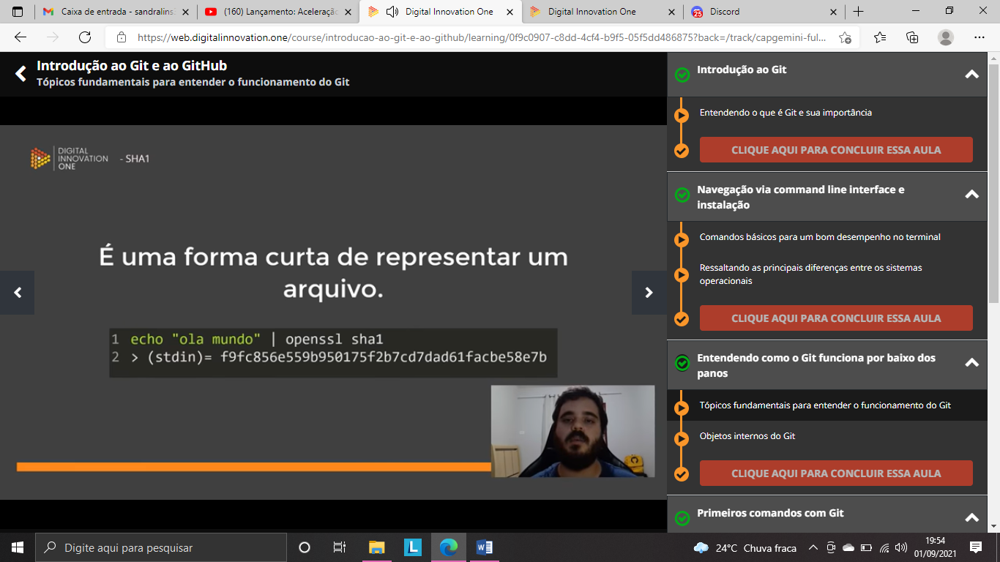 Caixa de entrada - sandralins
(160) Lançamento: Aceleração
Digital Innovation One
Digital Innovation One
25
Discord
https://web.digitalinnovation.one/course/introducao-ao-git-e-ao-github/learning/0f9c0907-c8dd-4cf4-b9f5-05f5dd486875?back=/track/capgemini-ful...
Introdução ao Git e ao GitHub
Tópicos fundamentais para entender o funcionamento do Git
DIGITAL
INNOVATION
ONE
- SHA1
É uma forma curta de representar um
arquivo.
1 echo "ola mundo" | openssl sha1
2 > (stdin)= f9fc856e559b950175f2b7cd7dad61facbe58e7b
Introdução ao Git
Entendendo o que é Git e sua importância
CLIQUE AQUI PARA CONCLUIR ESSA AULA
Navegação via command line interface e
instalação
Comandos básicos para um bom desempenho no terminal
Ressaltando as principais diferenças entre os sistemas
operacionais
CLIQUE AQUI PARA CONCLUIR ESSA AULA
Entendendo como o Git funciona por baixo dos
panos
Tópicos fundamentais para entender o funcionamento do Git
Objetos internos do Git
CLIQUE AQUI PARA CONCLUIR ESSA AULA
Primeiros comandos com Git
Digite aqui para pesquisar
L
W
24°C Chuva fraca
19:54
01/09/2021